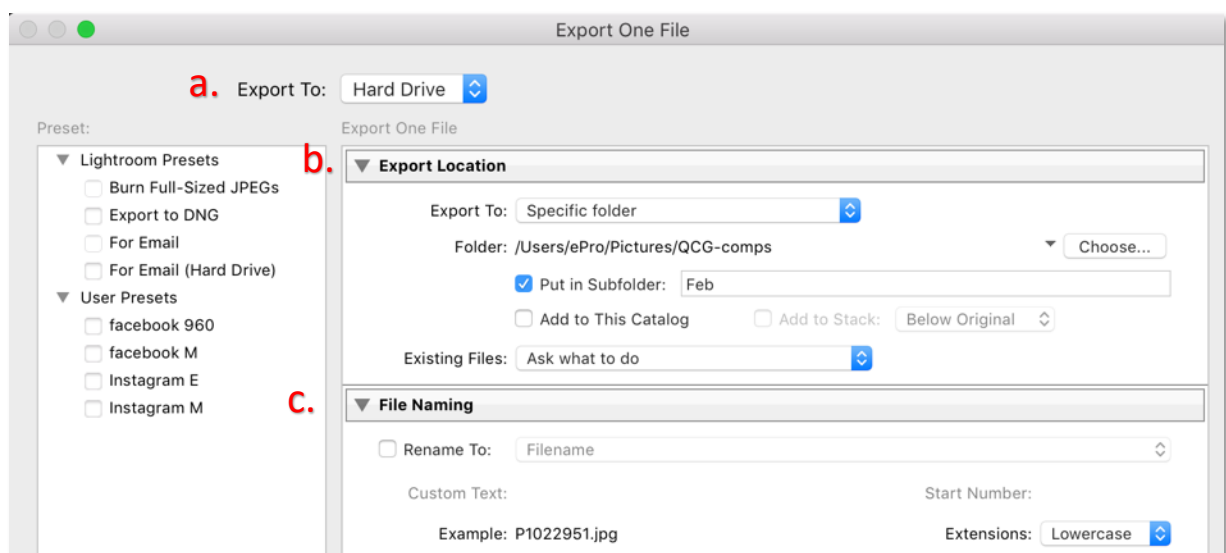 Export One File
a. Export To: Hard Drive
Preset:
Export One File
Lightroom Presets
Burn Full-Sized JPEGs
Export to DNG
For Email
For Email (Hard Drive)
User Presets
facebook 960
facebook M
Instagram E
Instagram M
b. Export Location
Export To: Specific folder
Folder: /Users/ePro/Pictures/QCG-comps Choose...
Put in Subfolder: Feb
Add to This Catalog Add to Stack: Below Original
Existing Files: Ask what to do
c. File Naming
Rename To: Filename
Custom Text: Start Number:
Example: P1022951.jpg Extensions: Lowercase